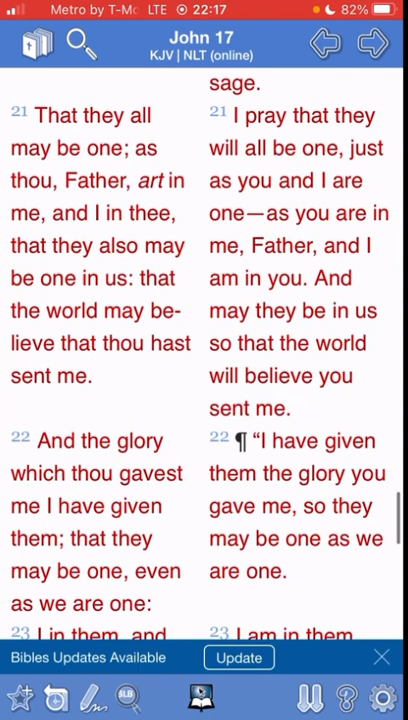 Metro by T-Mo LTE 22:17 82%
John 17
KJV | NLT (online)
sage.
21 That they all
may be one; as
thou, Father, art in
me, and I in thee,
that they also may
be one in us: that
the world may be-
lieve that thou hast
sent me.
22 And the glory
which thou gavest
me I have given
them; that they
may be one, even
as we are one:
23 I in them, and
21 I pray that they
will all be one, just
as you and I are
one—as you are in
me, Father, and I
am in you. And
may they be in us
so that the world
will believe you
sent me.
22 ¶ “I have given
them the glory you
gave me, so they
may be one as we
are one.
23 I am in them
Bibles Updates Available
Update
BLB